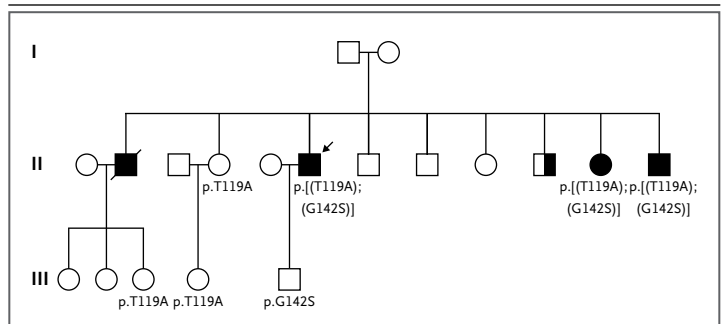 I
II
p.T119A
p.[(T119A); p.[(T119A);p.[(T119A);
(G142S)] (G142S)] (G142S)]
III
p.T119A p.T119A p.G142S